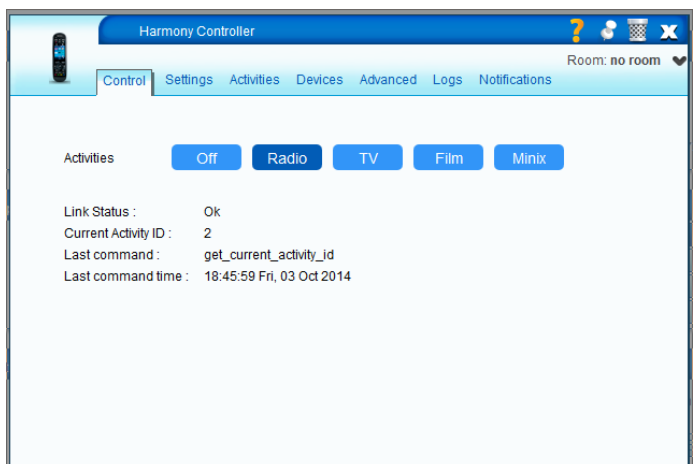 Harmony Controller ?
Room: no room
Control Settings Activities Devices Advanced Logs Notifications
Activities Off Radio TV Film Minix
Link Status : Ok
Current Activity ID : 2
Last command : get_current_activity_id
Last command time : 18:45:59 Fri, 03 Oct 2014